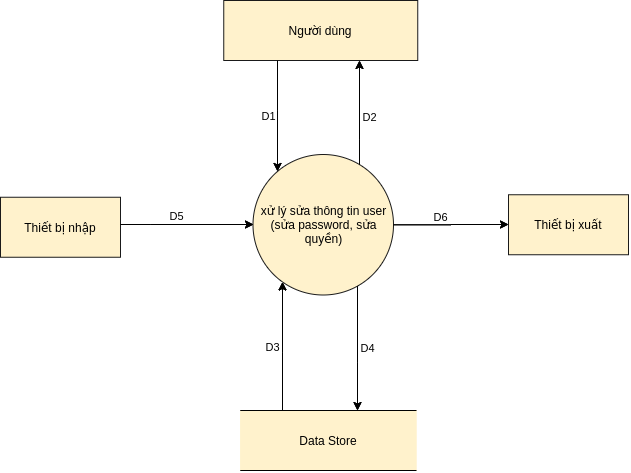 Người dùng
D1
D2
Thiết bị nhập
D5
xử lý sửa thông tin user
(sửa password, sửa
quyền)
D6
Thiết bị xuất
D3
D4
Data Store